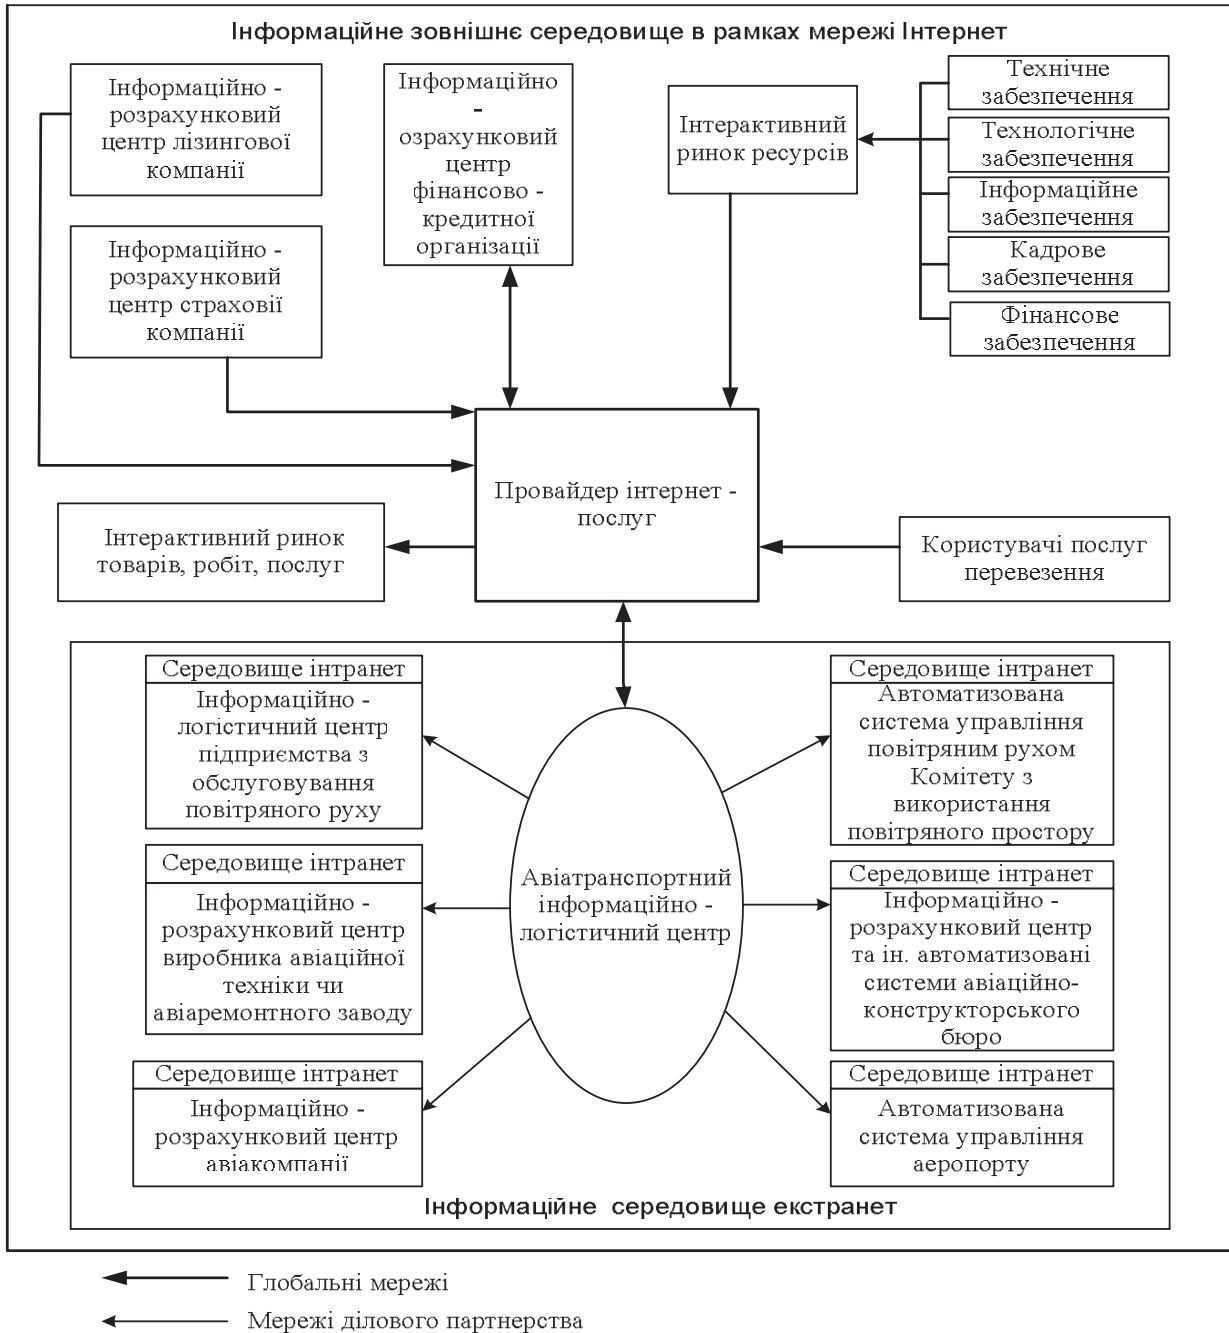 Інформаційне зовнішнє середовище в рамках мережі Інтернет
Інформаційно -
розрахунковий
центр лізингової
компанії
Інформаційно
-
озрахунковий
центр
фінансово -
кредитної
організації
Інтерактивний
ринок ресурсів
Технічне
забезпечення
Технологічне
забезпечення
Інформаційне
забезпечення
Кадрове
забезпечення
Фінансове
забезпечення
Інформаційно -
розрахунковий
центр страховії
компанії
Провайдер інтернет -
послуг
Інтерактивний ринок
товарів, робіт, послуг
Користувачі послуг
перевезення
Середовище інтранет
Інформаційно -
логістичний центр
підприємства з
обслуговування
повітряного руху
Середовище інтранет
Інформаційно -
розрахунковий центр
виробника авіаційної
техніки чи
авіаремонтного заводу
Середовище інтранет
Інформаційно -
розрахунковий центр
авіакомпанії
Авіатранспортний
інформаційно -
логістичний центр
Середовище інтранет
Автоматизована
система управління
повітряним рухом
Комітету з
використання
повітряного простору
Середовище інтранет
Інформаційно -
розрахунковий центр
та ін. автоматизовані
системи авіаційно-
конструкторського
бюро
Середовище інтранет
Автоматизована
система управління
аеропорту
Інформаційне середовище екстранет
Глобальні мережі
Мережі ділового партнерства